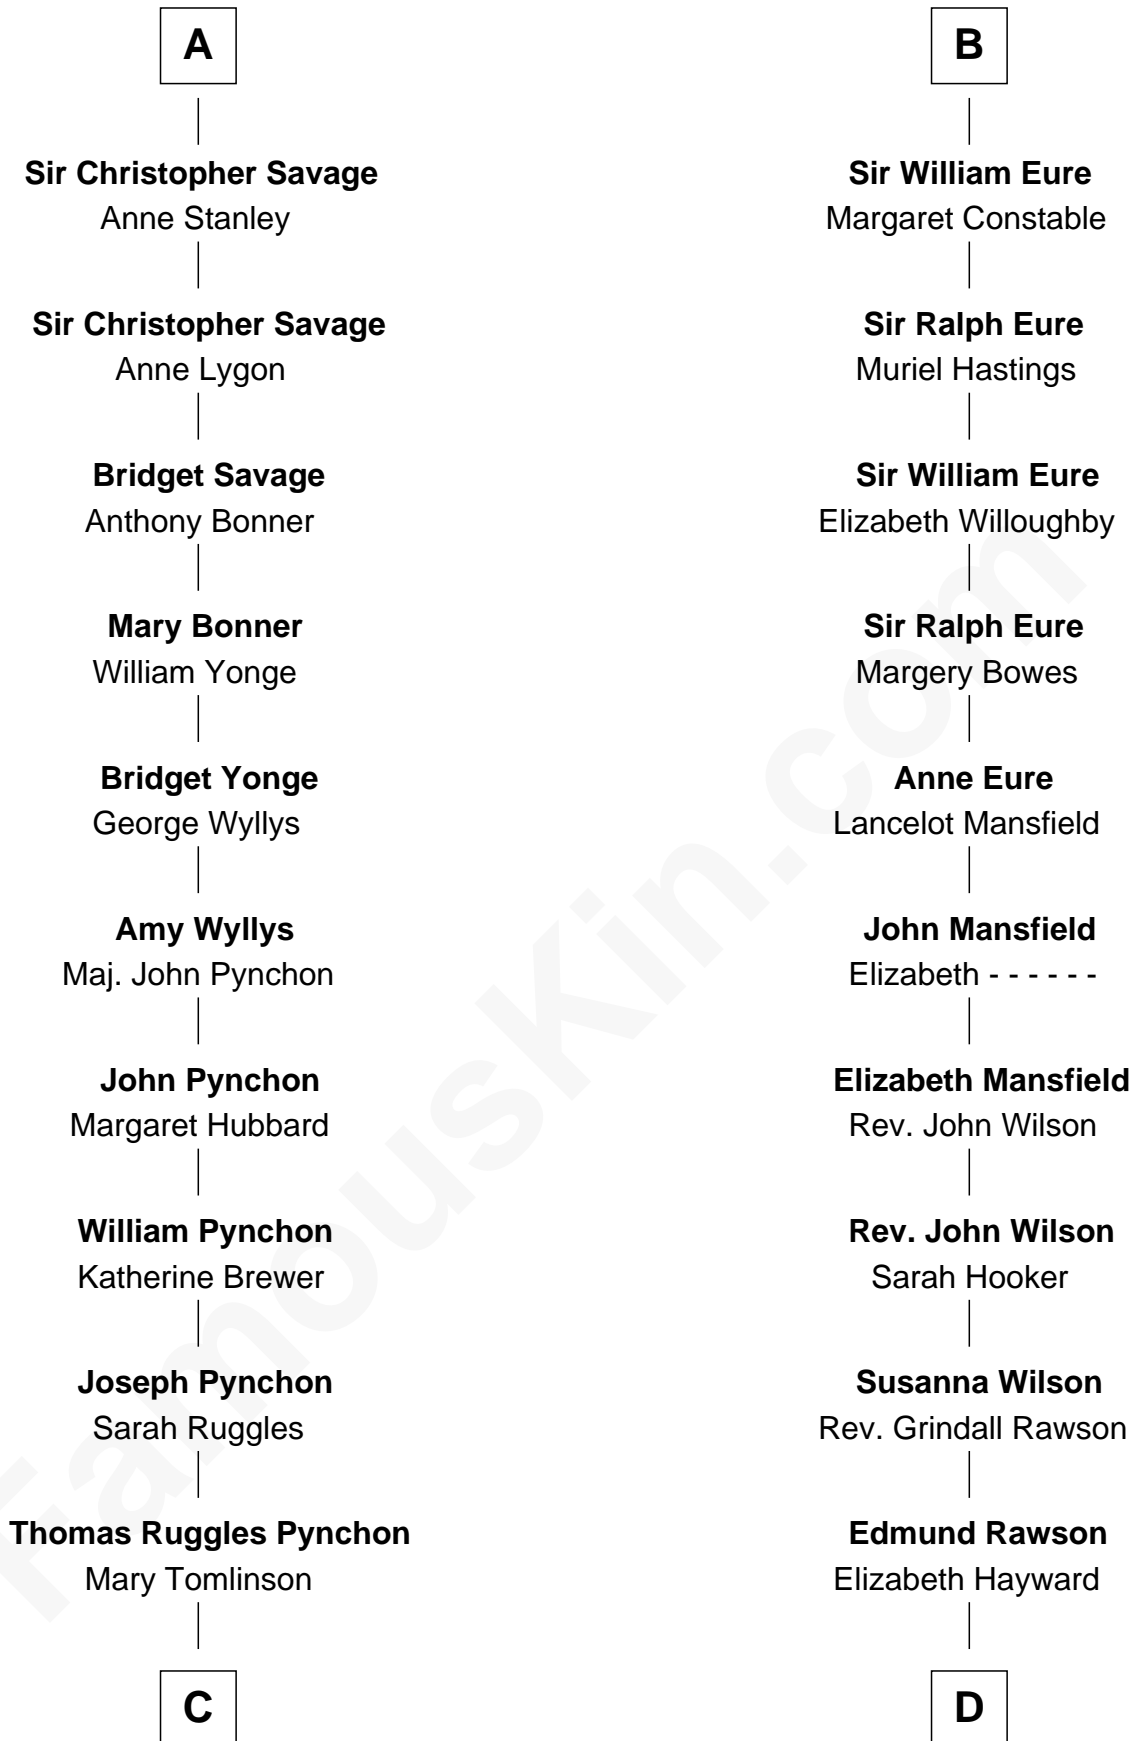 A
Sir Christopher Savage
Anne Stanley
Sir Christopher Savage
Anne Lygon
Bridget Savage
Anthony Bonner
Mary Bonner
William Yonge
Bridget Yonge
George Wyllys
Amy Wyllys
Maj. John Pynchon
John Pynchon
Margaret Hubbard
William Pynchon
Katherine Brewer
Joseph Pynchon
Sarah Ruggles
Thomas Ruggles Pynchon
Mary Tomlinson
C
B
Sir William Eure
Margaret Constable
Sir Ralph Eure
Muriel Hastings
Sir William Eure
Elizabeth Willoughby
Sir Ralph Eure
Margery Bowes
Anne Eure
Lancelot Mansfield
John Mansfield
Elizabeth - - - - - -
Elizabeth Mansfield
Rev. John Wilson
Rev. John Wilson
Sarah Hooker
Susanna Wilson
Rev. Grindall Rawson
Edmund Rawson
Elizabeth Hayward
D
FamousKin.com